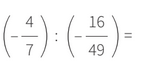 (-4/7) : (-16/49) =